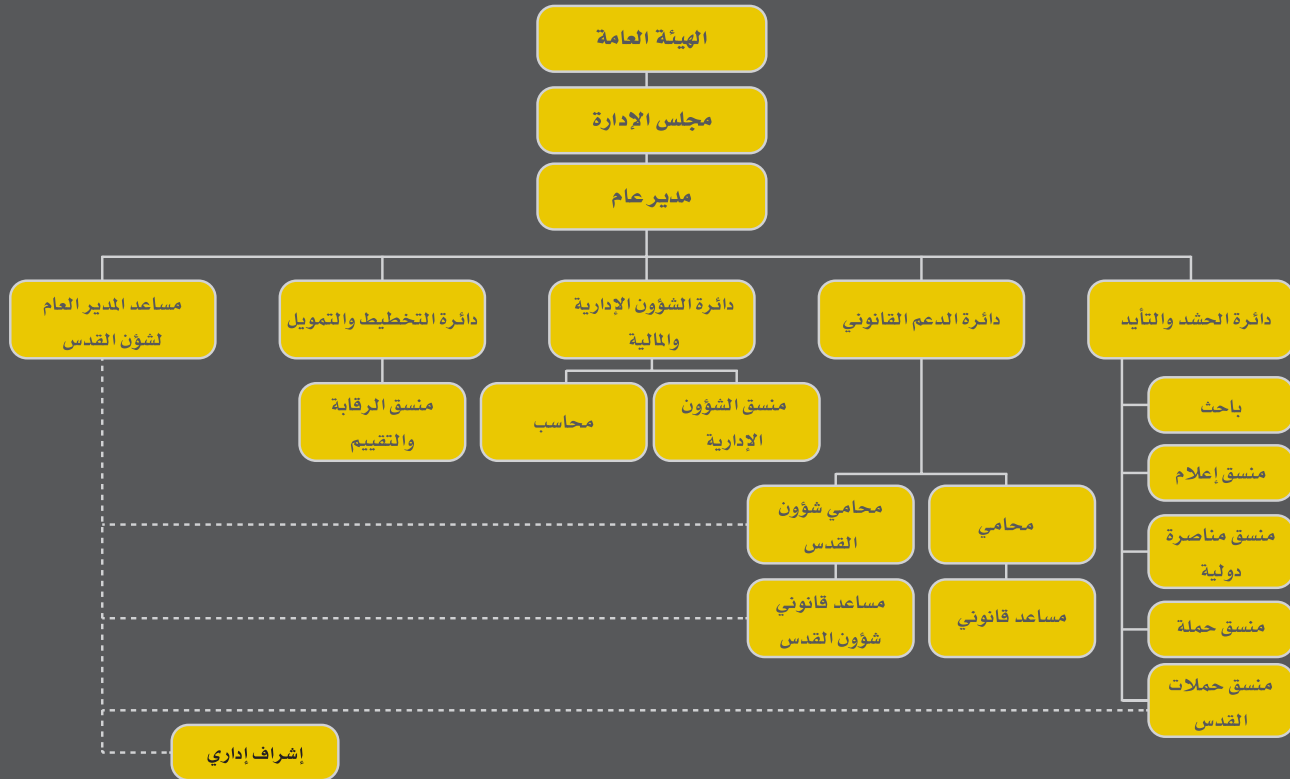 الهيئة العامة
مجلس الإدارة
مدير عام
دائرة الحشد والتأيد
دائرة الدعم القانوني
دائرة الشؤون الإدارية
والمالية
دائرة التخطيط والتمويل
مساعد المدير العام
لشؤن القدس
باحث
منسق إعلام
منسق مناصرة
دولية
منسق حملة
منسق حملات
القدس
محامي
مساعد قانوني
محامي شؤون
القدس
مساعد قانوني
شؤون القدس
منسق الشؤون
الإدارية
محاسب
منسق الرقابة
والتقييم
إشراف إداري